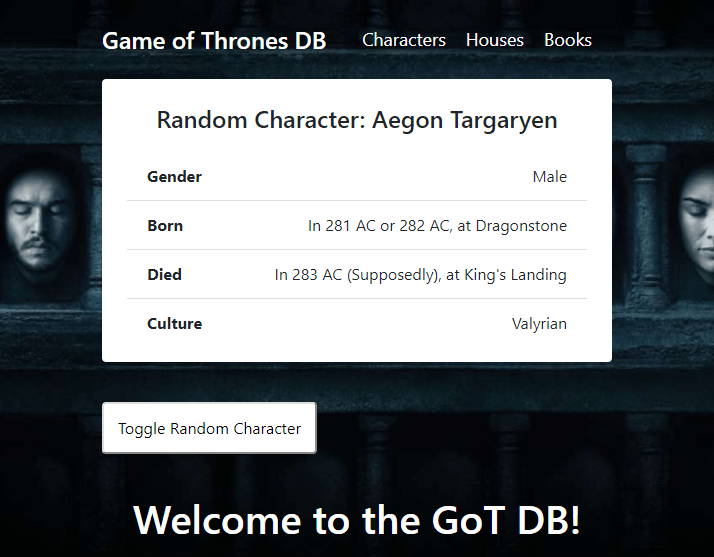 Game of Thrones DB Characters Houses Books
Random Character: Aegon Targaryen
Gender Male
Born In 281 AC or 282 AC, at Dragonstone
Died In 283 AC (Supposedly), at King's Landing
Culture Valyrian
Toggle Random Character
Welcome to the GoT DB!